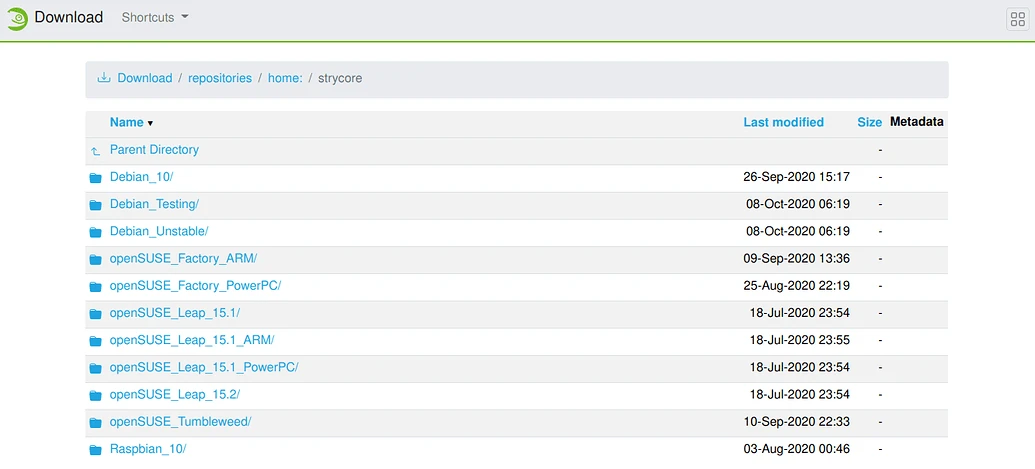 Download Shortcuts
Download / repositories / home: / strycore
Name Last modified Size Metadata
Parent Directory -
Debian_10/ 26-Sep-2020 15:17 -
Debian_Testing/ 08-Oct-2020 06:19 -
Debian_Unstable/ 08-Oct-2020 06:19 -
openSUSE_Factory_ARM/ 09-Sep-2020 13:36 -
openSUSE_Factory_PowerPC/ 25-Aug-2020 22:19 -
openSUSE_Leap_15.1/ 18-Jul-2020 23:54 -
openSUSE_Leap_15.1_ARM/ 18-Jul-2020 23:55 -
openSUSE_Leap_15.1_PowerPC/ 18-Jul-2020 23:54 -
openSUSE_Leap_15.2/ 18-Jul-2020 23:54 -
openSUSE_Tumbleweed/ 10-Sep-2020 22:33 -
Raspbian_10/ 03-Aug-2020 00:46 -